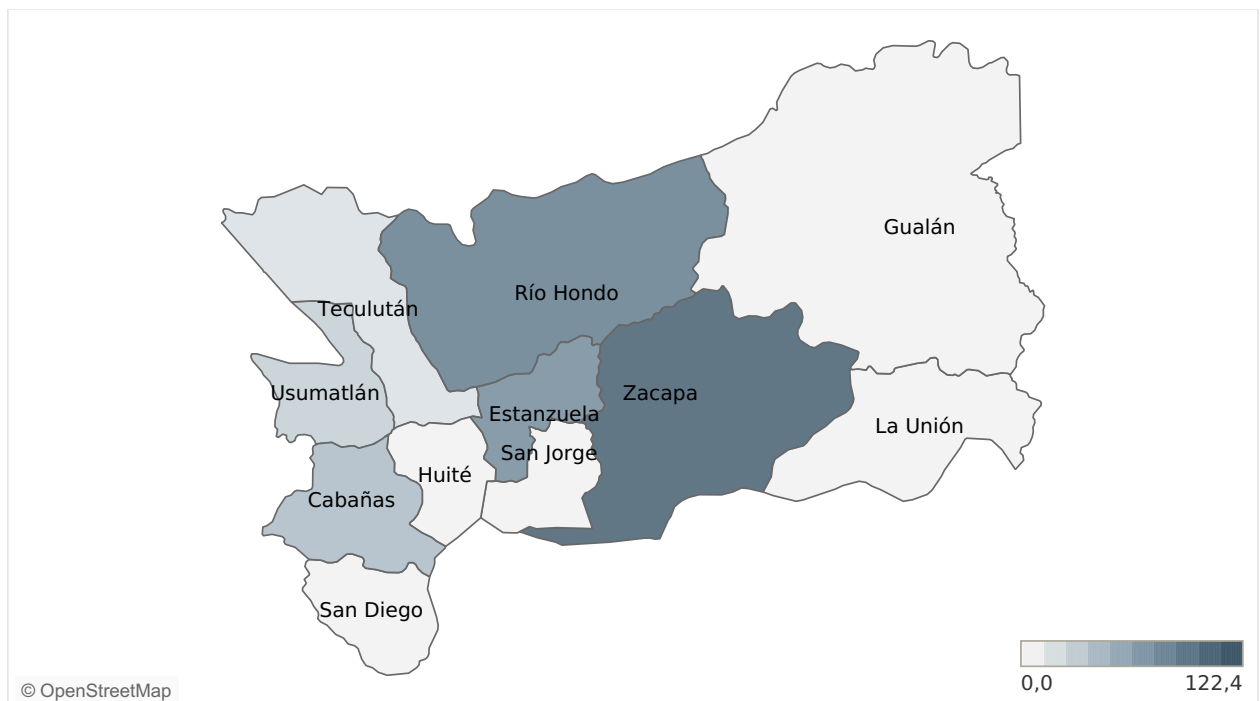 Gualán
Río Hondo
Teculután
Usumatlán
Zacapa
Estanzuela
La Unión
San Jorge
Huité
Cabañas
San Diego
0,0
122,4
© OpenStreetMap